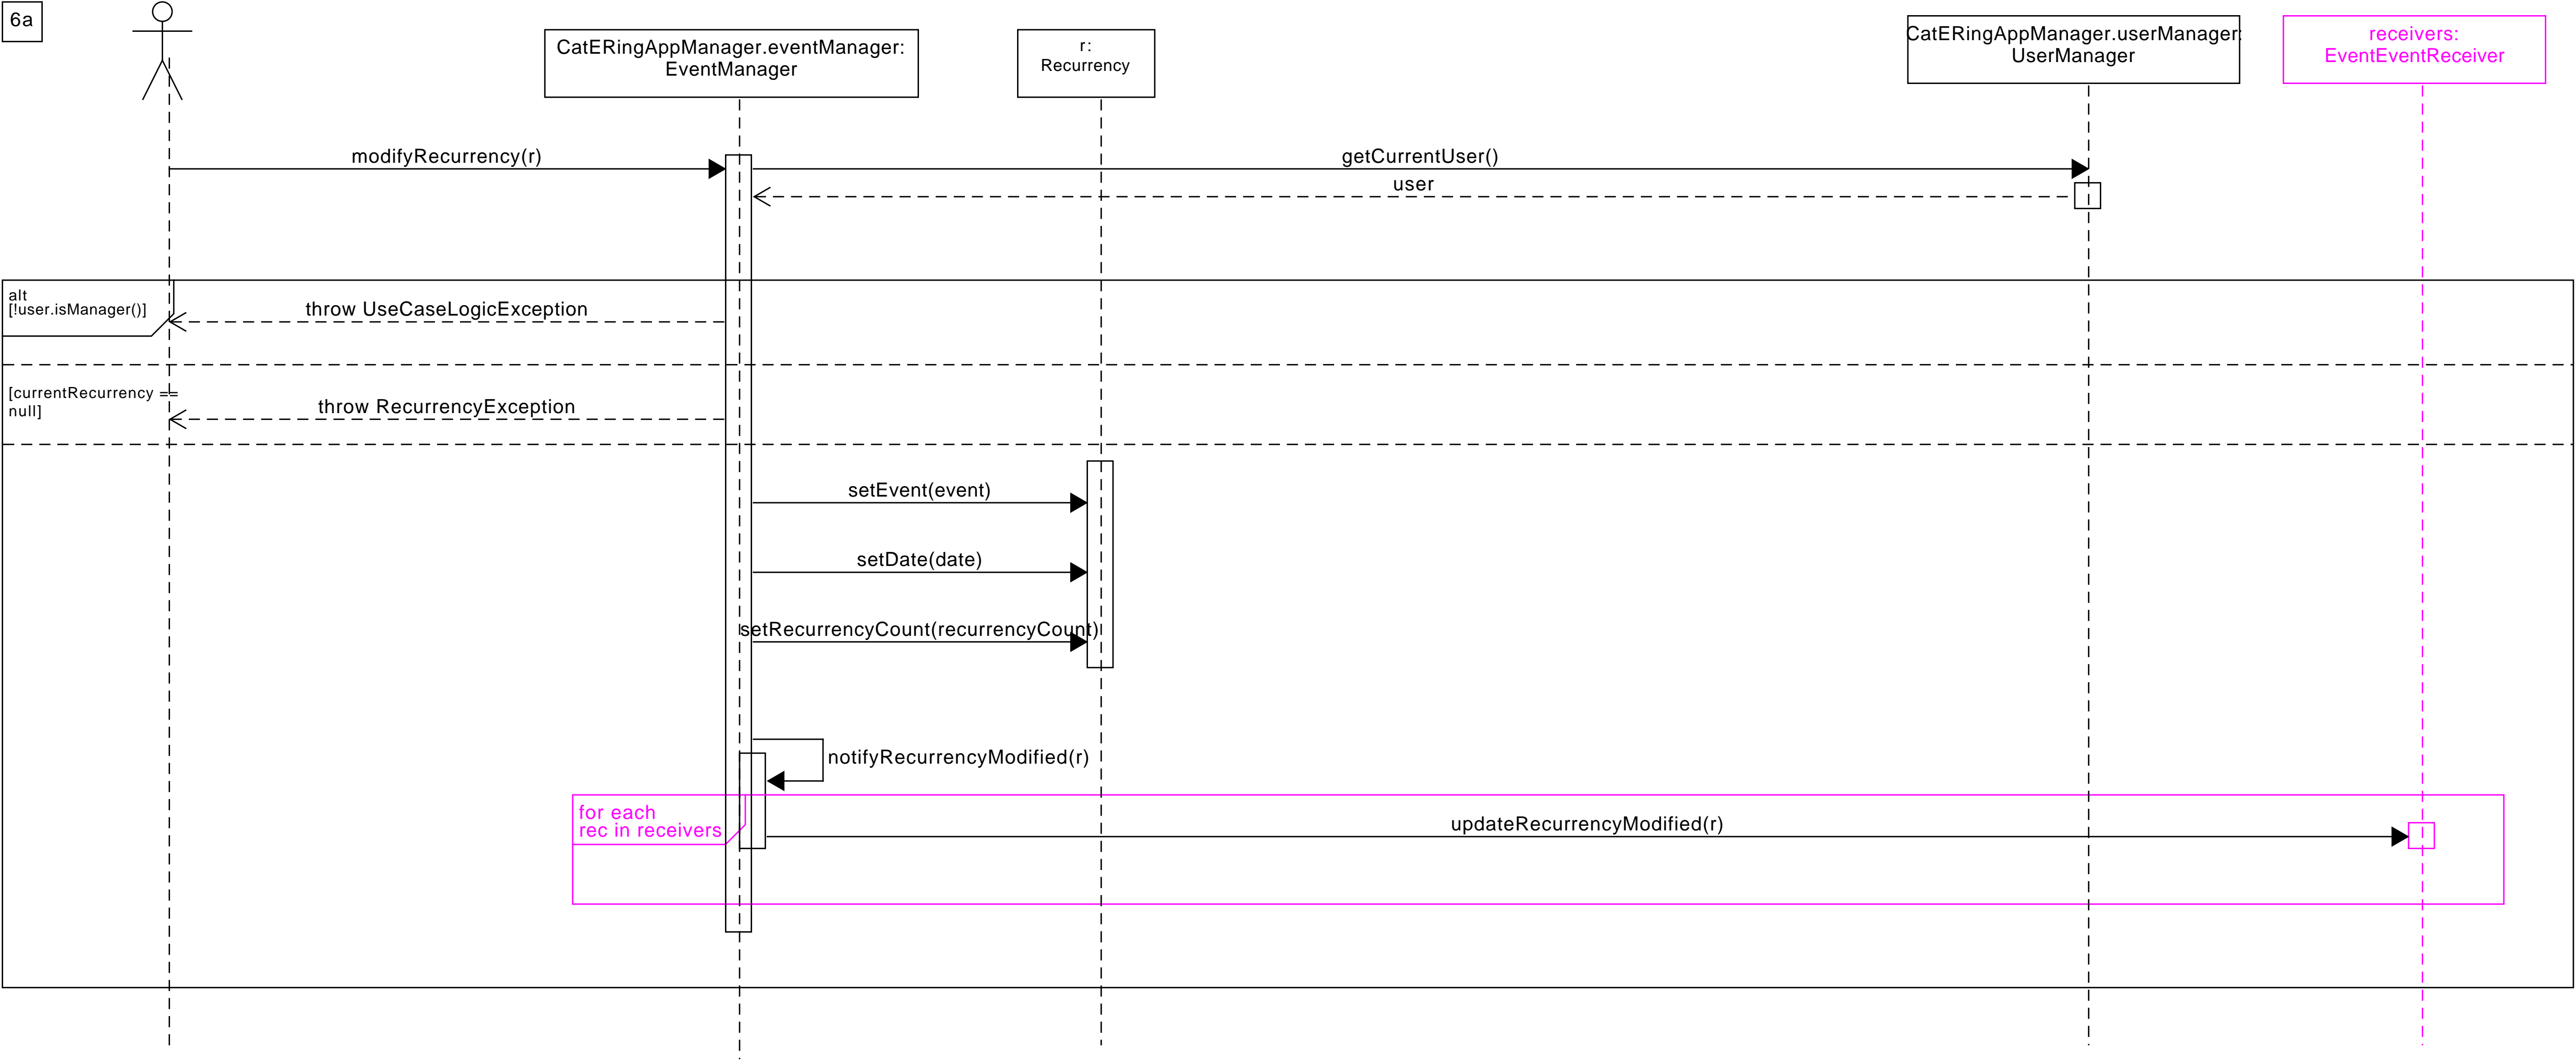 6a
CatERingAppManager.eventManager:
EventManager
r:
Recurrency
CatERingAppManager.userManager:
UserManager
receivers:
EventEventReceiver
modifyRecurrency(r)
getCurrentUser()
user
alt
[!user.isManager()]
throw UseCaseLogicException
[currentRecurrency ==
null]
throw RecurrencyException
setEvent(event)
setDate(date)
setRecurrencyCount(recurrencyCount)
notifyRecurrencyModified(r)
for each
rec in receivers
updateRecurrencyModified(r)